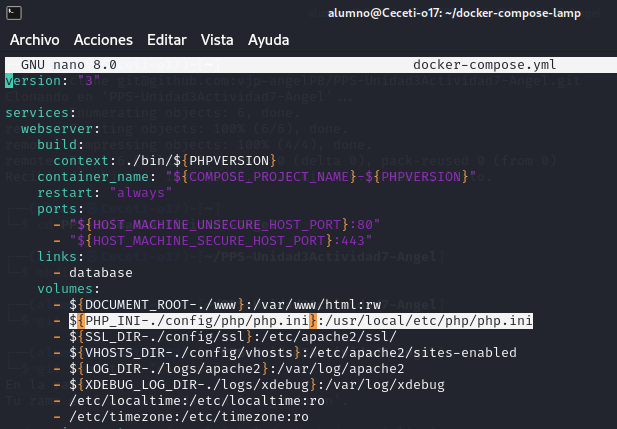 alumno@Ceceti-o17: ~/docker-compose-lamp
Archivo Acciones Editar Vista Ayuda
GNU nano 8.0 docker-compose.yml
version: "3"
services:
  webserver:
    build:
      context: ./bin/${PHPVERSION}
    container_name: "${COMPOSE_PROJECT_NAME}-${PHPVERSION}"
    restart: "always"
    ports:
      - "${HOST_MACHINE_UNSECURE_HOST_PORT}:80"
      - "${HOST_MACHINE_SECURE_HOST_PORT}:443"
    links:
      - database
    volumes:
      - ${DOCUMENT_ROOT-./www}:/var/www/html:rw
      - ${PHP_INI-./config/php/php.ini}:/usr/local/etc/php/php.ini
      - ${SSL_DIR-./config/ssl}:/etc/apache2/ssl/
      - ${VHOSTS_DIR-./config/vhosts}:/etc/apache2/sites-enabled
      - ${LOG_DIR-./logs/apache2}:/var/log/apache2
      - ${XDEBUG_LOG_DIR-./logs/xdebug}:/var/log/xdebug
      - /etc/localtime:/etc/localtime:ro
      - /etc/timezone:/etc/timezone:ro